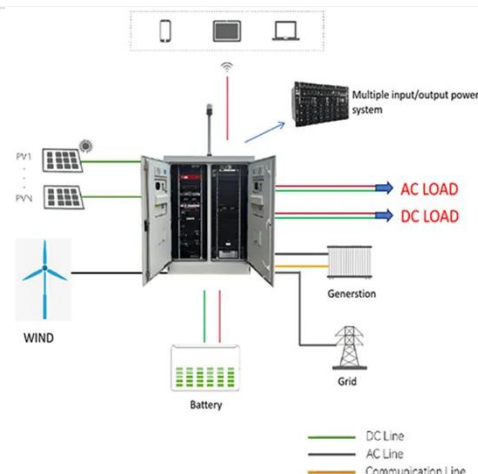 Multiple input/output power
system
PV1
PVN
AC LOAD
DC LOAD
WIND
Generstion
Battery
Grid
DC Line
AC Line
Communication Line